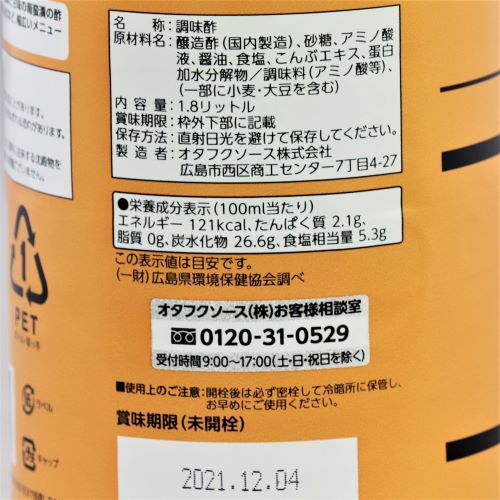 名称：調味酢
原材料名：醸造酢（国内製造）、砂糖、アミノ酸
液、醤油、食塩、こんぶエキス、蛋白
加水分解物／調味料（アミノ酸等）、
（一部に小麦・大豆を含む）
内容量：1.8リットル
賞味期限：枠外下部に記載
保存方法：直射日光を避けて保存してください。
製造者：オタフクソース株式会社
広島市西区商工センター7丁目4-27
●栄養成分表示（100ml当たり）
エネルギー 121kcal、たんぱく質 2.1g、
脂質 0g、炭水化物 26.6g、食塩相当量 5.3g
この表示値は目安です。
（一財）広島県環境保健協会調べ
オタフクソース（株）お客様相談室
0120-31-0529
受付時間9:00〜17:00（土・日・祝日を除く）
■使用上のご注意：開栓後は必ず密栓して冷暗所に保管し、
お早めにご使用ください。
賞味期限（未開栓）
2021.12.04
1
PET
ラベル
キャップ